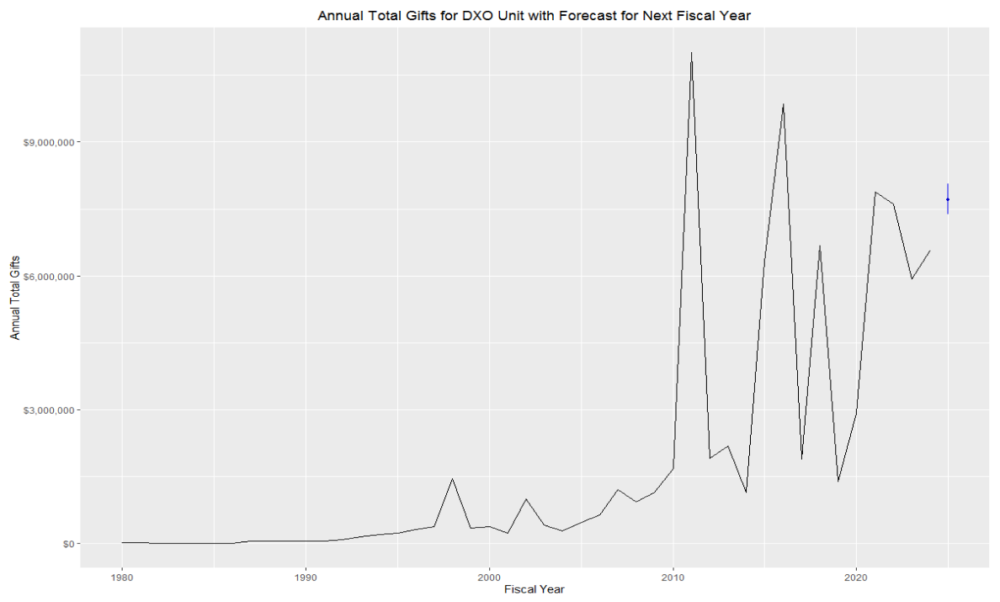 Annual Total Gifts for DXO Unit with Forecast for Next Fiscal Year
Annual Total Gifts
$9,000,000
$6,000,000
$3,000,000
$0
1980 1990 2000 2010 2020
Fiscal Year